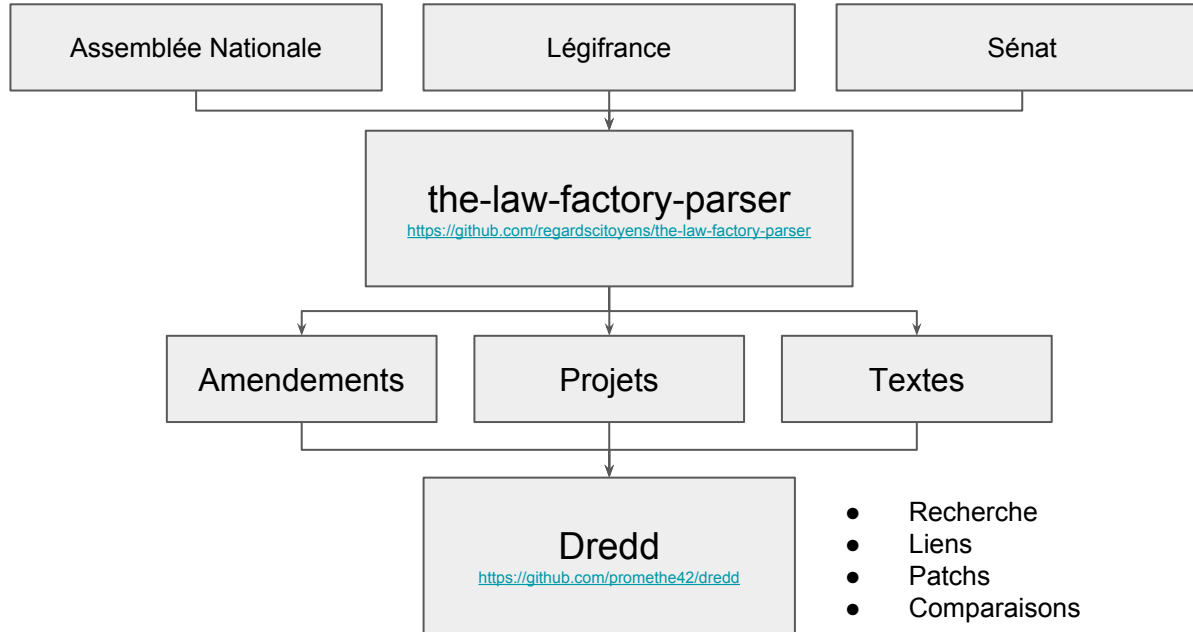 Assemblée Nationale
Légifrance
Sénat
the-law-factory-parser
https://github.com/regardscitoyens/the-law-factory-parser
Amendements
Projets
Textes
Dredd
https://github.com/promethe42/dredd
● Recherche
● Liens
● Patchs
● Comparaisons